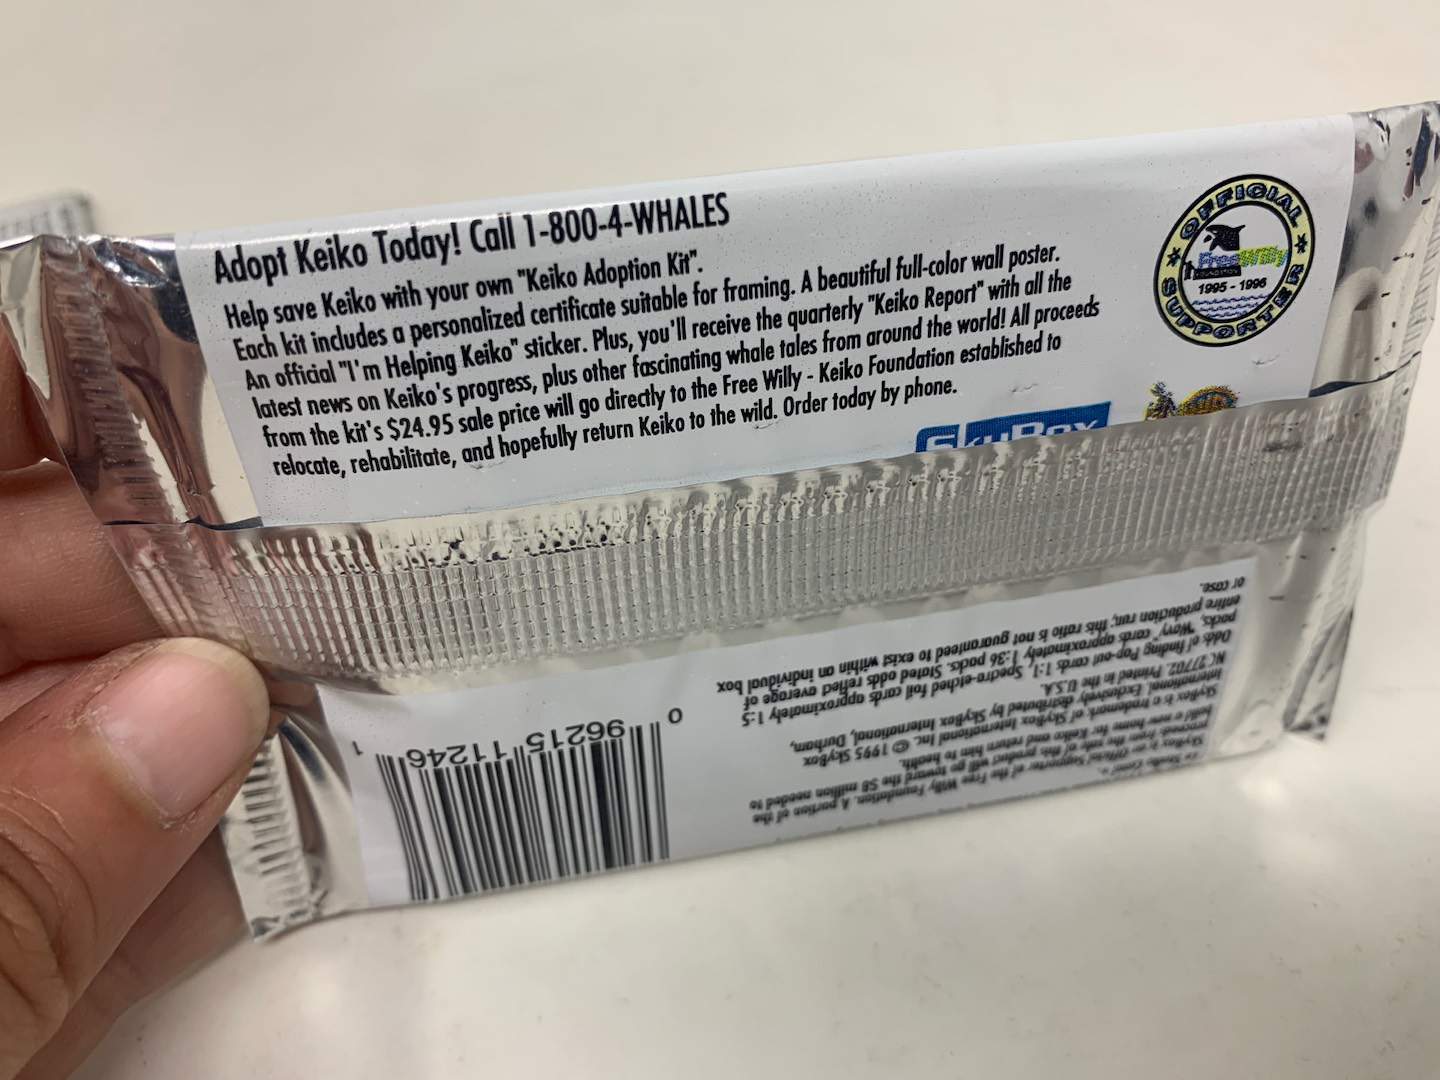 Adopt Keiko Today! Call 1-800-4-WHALES
Help save Keiko with your own "Keiko Adoption Kit".
Each kit includes a personalized certificate suitable for framing. A beautiful full-color wall poster.
An official "I'm Helping Keiko" sticker. Plus, you'll receive the quarterly "Keiko Report" with all the
latest news on Keiko's progress, plus other fascinating whale tales from around the world! All proceeds
from the kit's $24.95 sale price will go directly to the Free Willy - Keiko Foundation established to
relocate, rehabilitate, and hopefully return Keiko to the wild. Order today by phone.
OFFICIAL
Free Willy
FOUNDATION
1995 - 1996
SUPPORTER
SkyBox
SkyBox is an Official Supporter of the Free Willy Foundation. A portion of the
proceeds from the sale of this product will go toward the $8 million needed to
build a new home for Keiko and return him to health.
SkyBox is a trademark of SkyBox International Inc. © 1995 SkyBox
International. Exclusively distributed by SkyBox International, Durham,
NC 27702. Printed in the U.S.A.
Odds of finding Pop-out cards 1:1, Spectra-etched foil cards approximately 1:5
packs, "Wavy" cards approximately 1:36 packs. Stated odds reflect average of
entire production run; this ratio is not guaranteed to exist within an individual box
or case.
0 96215 11246 1